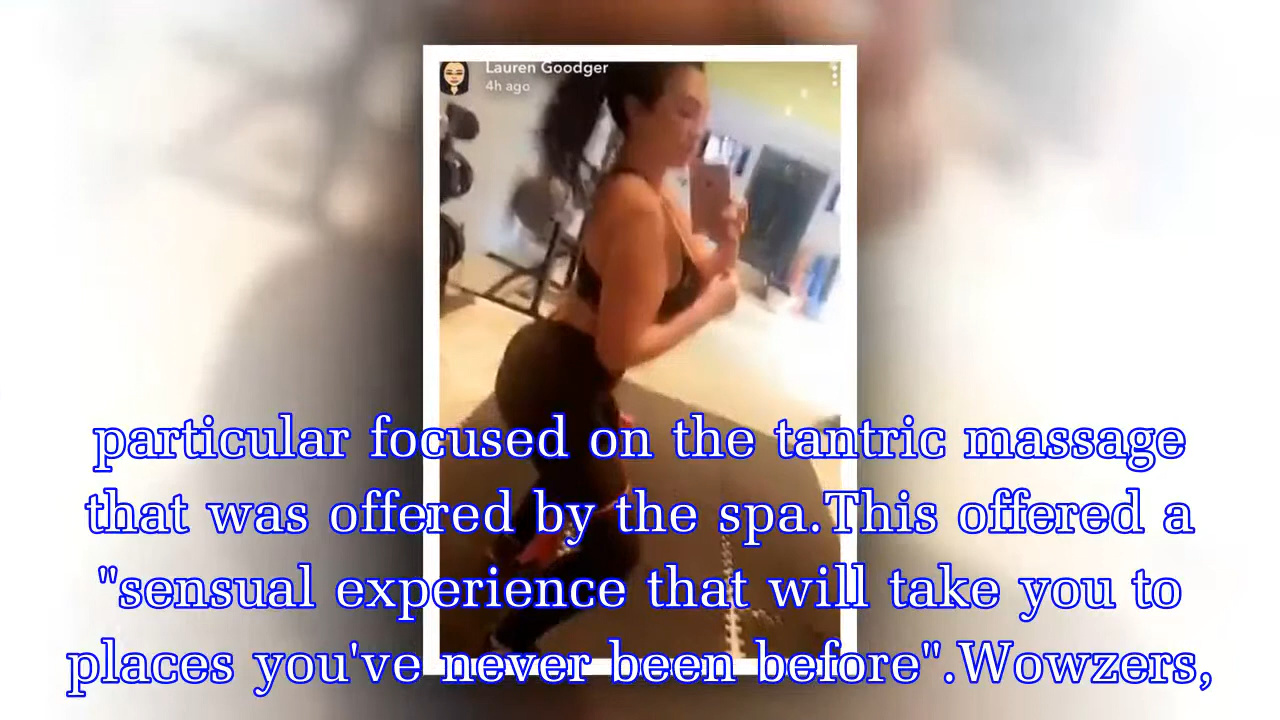 Lauren Goodger
4h ago
particular focused on the tantric massage
that was offered by the spa.This offered a
"sensual experience that will take you to
places you've never been before".Wowzers,